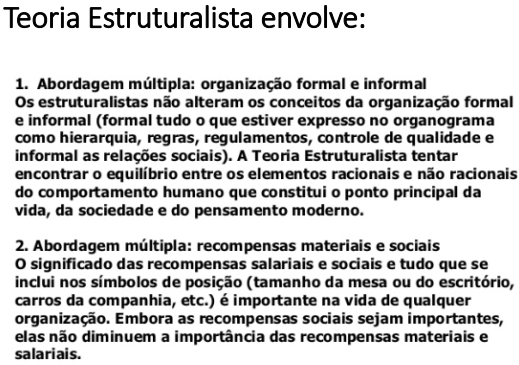 Teoria Estruturalista envolve:
1. Abordagem múltipla: organização formal e informal
Os estruturalistas não alteram os conceitos da organização formal
e informal (formal tudo o que estiver expresso no organograma
como hierarquia, regras, regulamentos, controle de qualidade e
informal as relações sociais). A Teoria Estruturalista tentar
encontrar o equilíbrio entre os elementos racionais e não racionais
do comportamento humano que constitui o ponto principal da
vida, da sociedade e do pensamento moderno.
2. Abordagem múltipla: recompensas materiais e sociais
O significado das recompensas salariais e sociais e tudo que se
inclui nos símbolos de posição (tamanho da mesa ou do escritório,
carros da companhia, etc.) é importante na vida de qualquer
organização. Embora as recompensas sociais sejam importantes,
elas não diminuem a importância das recompensas materiais e
salariais.